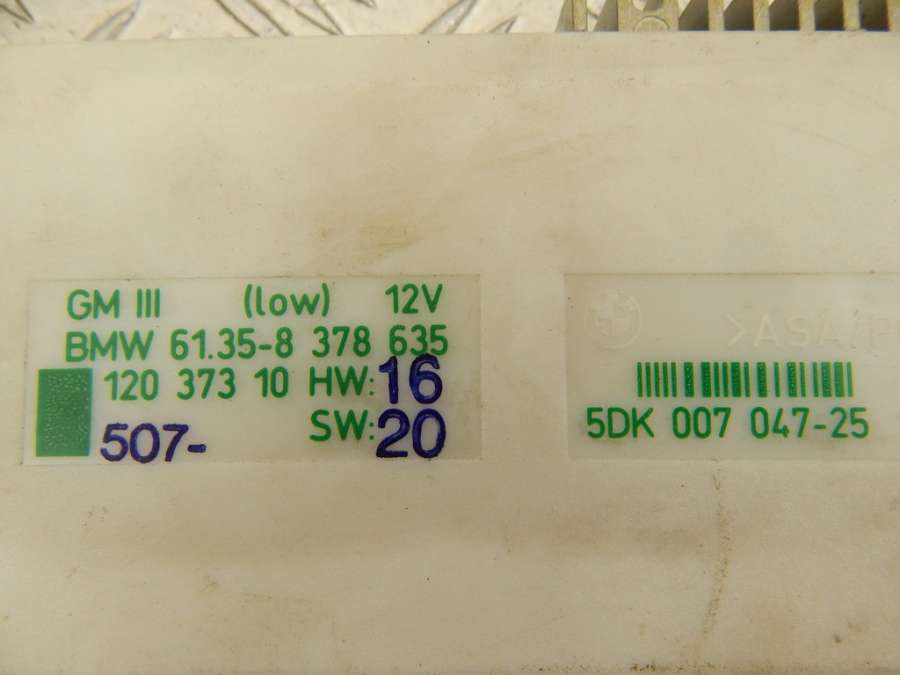 GM III (low) 12V
BMW 61.35-8 378 635
120 373 10 HW:16
507- SW:20
>ASA/P
5DK 007 047-25